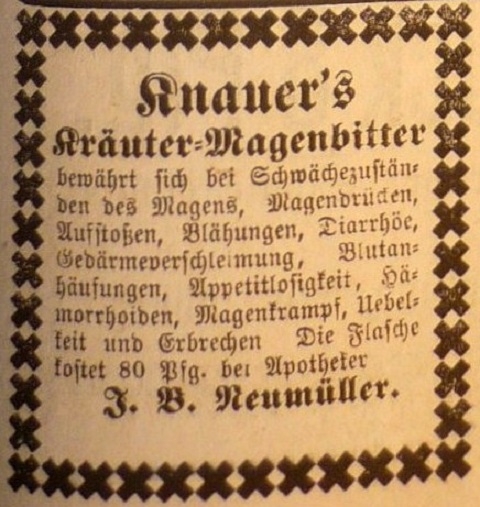 Knauer's
Kräuter-Magenbitter
bewährt sich bei Schwächezustän-
den des Magens, Magendrücken,
Aufstoßen, Blähungen, Diarrhöe,
Gedärmeverschleimung, Blutan-
häufungen, Appetitlosigkeit, Hä-
morrhoiden, Magenkrampf, Uebel-
keit und Erbrechen Die Flasche
kostet 80 Pfg. bei Apotheker
J. B. Neumüller.